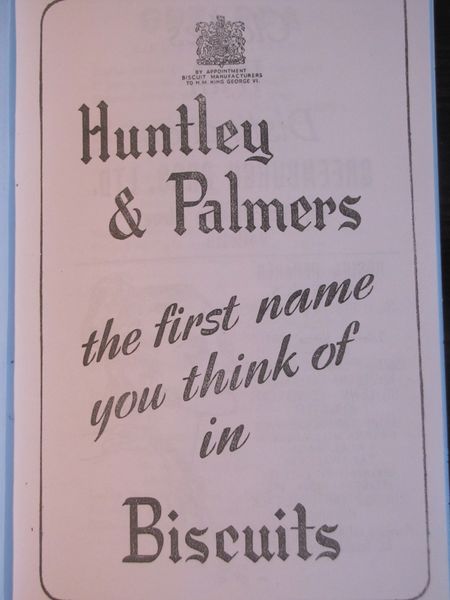 BY APPOINTMENT
BISCUIT MANUFACTURERS
TO H.M. KING GEORGE VI.
Huntley
& Palmers
the first name
you think of
in
Biscuits